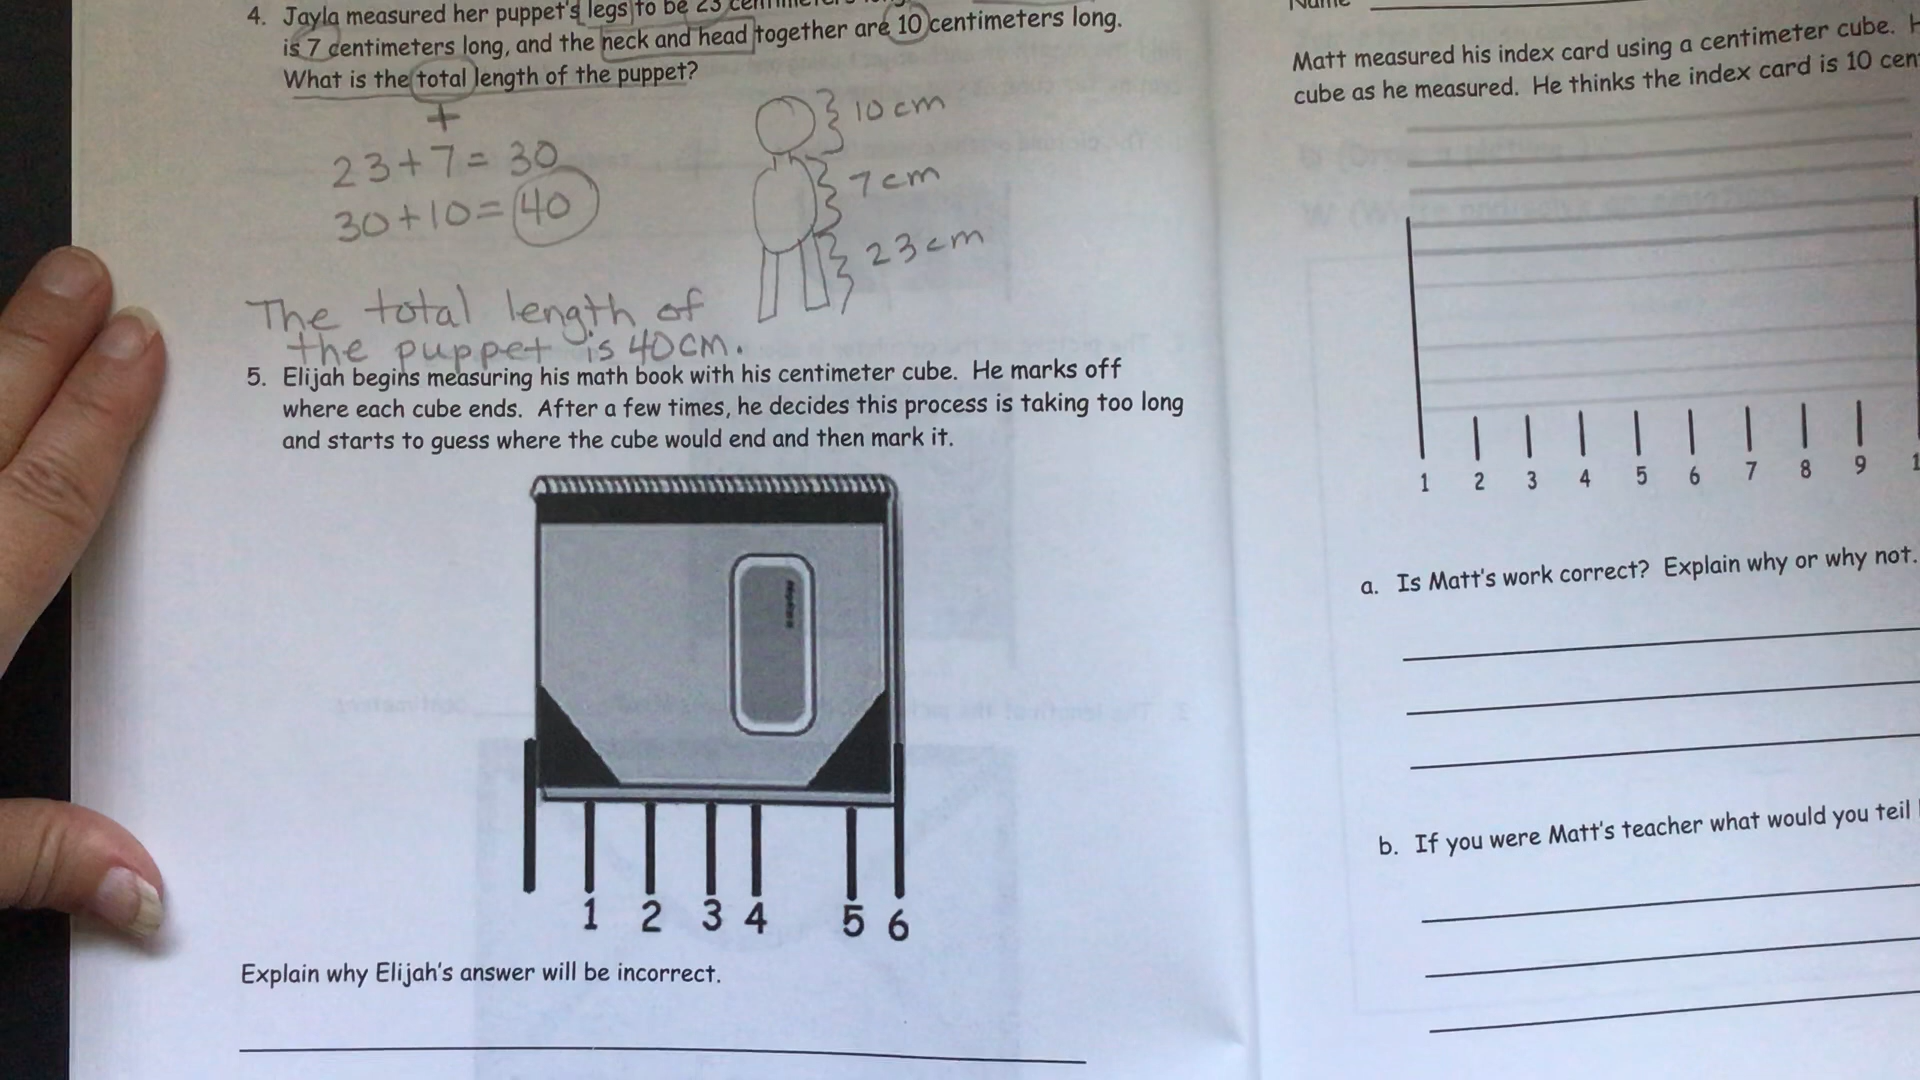 4. Jayla measured her puppet's legs to be 23
is 7 centimeters long, and the neck and head together are 10 centimeters long.
What is the total length of the puppet?
+
23+7=30
30+10=40
10cm
7cm
23cm
The total length of
the puppet is 40cm.
5. Elijah begins measuring his math book with his centimeter cube. He marks off
where each cube ends. After a few times, he decides this process is taking too long
and starts to guess where the cube would end and then mark it.
1 2 3 4 5 6
Explain why Elijah's answer will be incorrect.
Name
Matt measured his index card using a centimeter cube. H
cube as he measured. He thinks the index card is 10 cen
1 2 3 4 5 6 7 8 9 1
a. Is Matt's work correct? Explain why or why not.
b. If you were Matt's teacher what would you tell